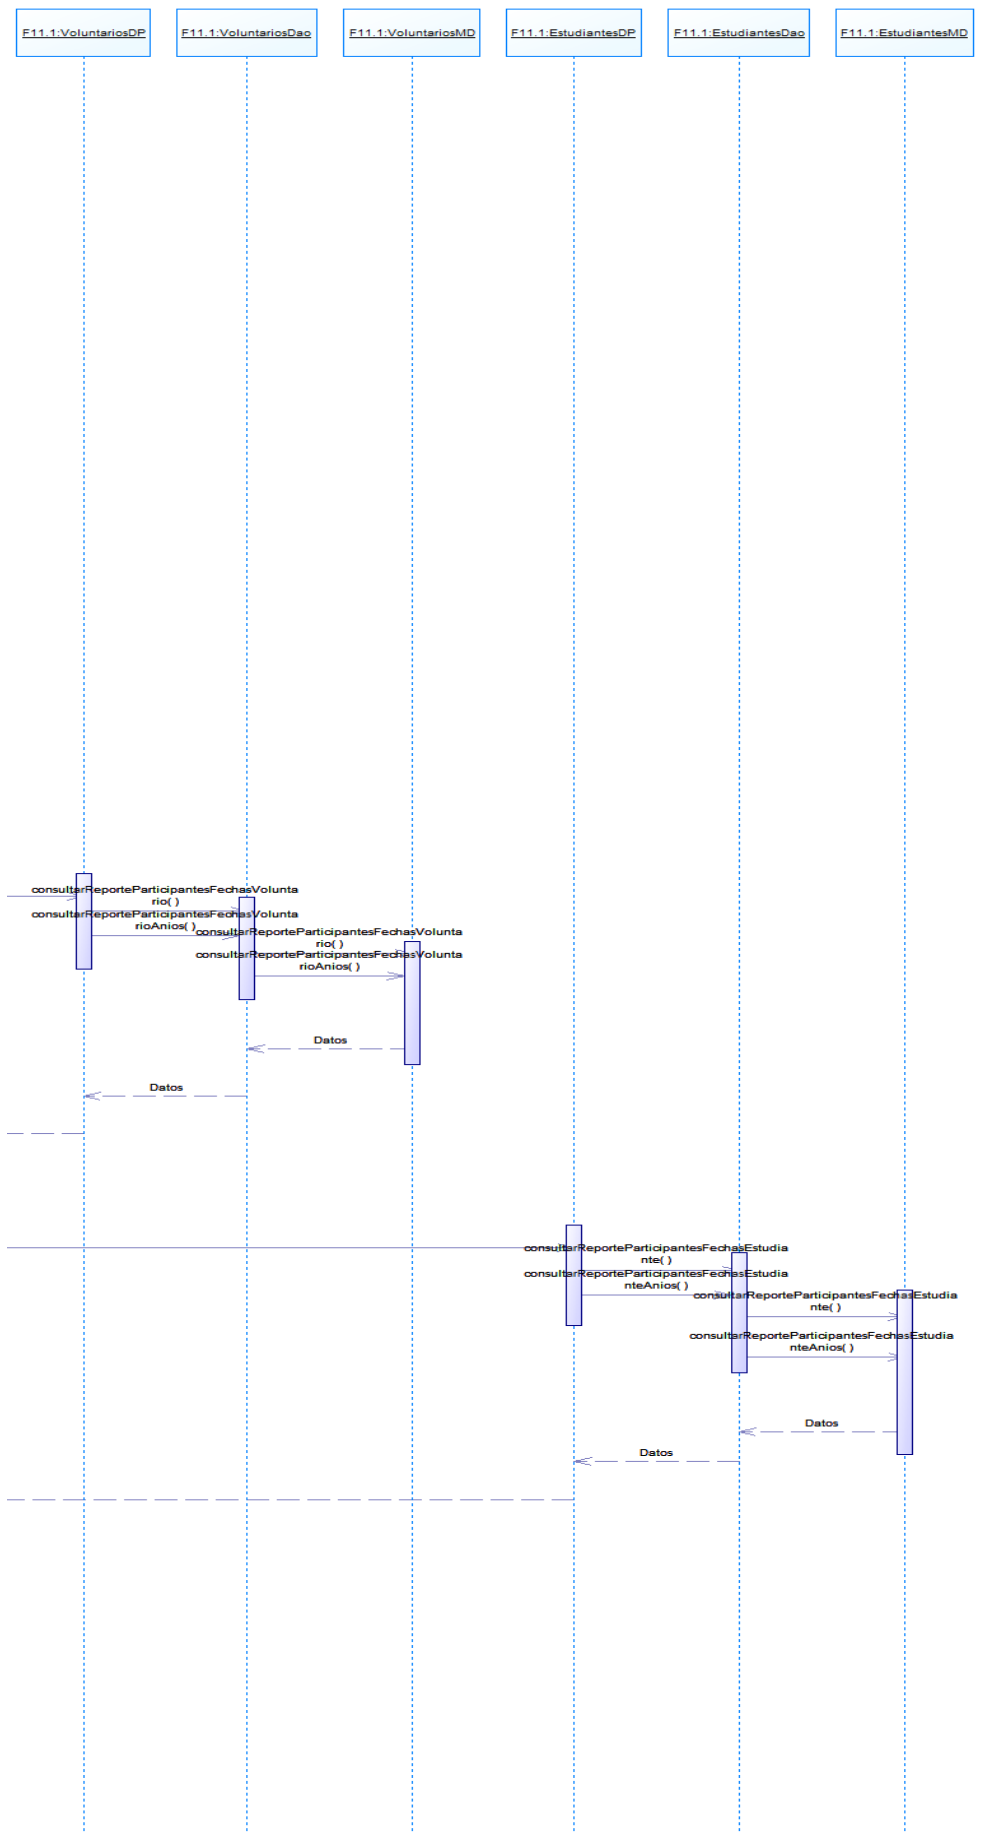 F11.1:VoluntariosDP
F11.1:VoluntariosDao
F11.1:VoluntariosMD
F11.1:EstudiantesDP
F11.1:EstudiantesDao
F11.1:EstudiantesMD
consultarReporteParticipantesFechasVolunta
rio( )
consultarReporteParticipantesFechasVolunta
rioAnios( )
consultarReporteParticipantesFechasVolunta
rio( )
consultarReporteParticipantesFechasVolunta
rioAnios( )
Datos
Datos
consultarReporteParticipantesFechasEstudia
nte( )
consultarReporteParticipantesFechasEstudia
nteAnios( )
consultarReporteParticipantesFechasEstudia
nte( )
consultarReporteParticipantesFechasEstudia
nteAnios( )
Datos
Datos